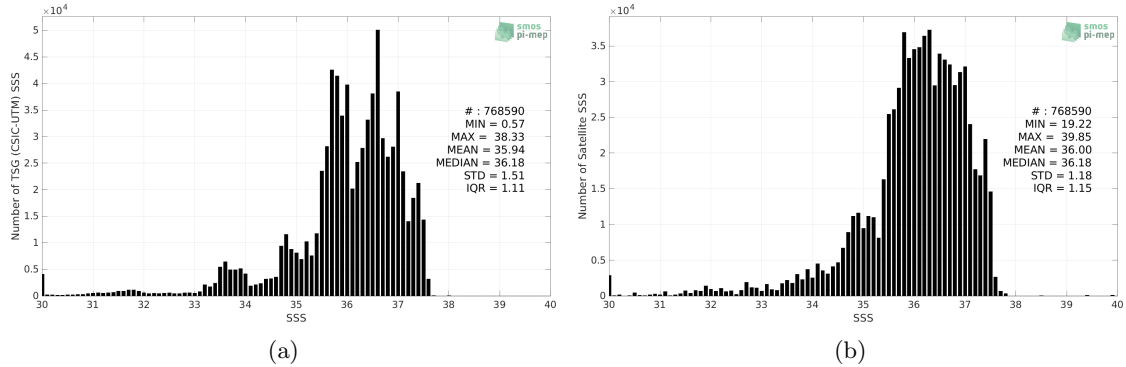 ×10⁴
smos
pi-mep
5
4.5
4
3.5
3
2.5
2
1.5
1
0.5
0
Number of TSG (CSIC-UTM) SSS
# : 768590
MIN = 0.57
MAX = 38.33
MEAN = 35.94
MEDIAN = 36.18
STD = 1.51
IQR = 1.11
30 31 32 33 34 35 36 37 38 39 40
SSS
(a)
×10⁴
smos
pi-mep
3.5
3
2.5
2
1.5
1
0.5
0
Number of Satellite SSS
# : 768590
MIN = 19.22
MAX = 39.85
MEAN = 36.00
MEDIAN = 36.18
STD = 1.18
IQR = 1.15
30 31 32 33 34 35 36 37 38 39 40
SSS
(b)